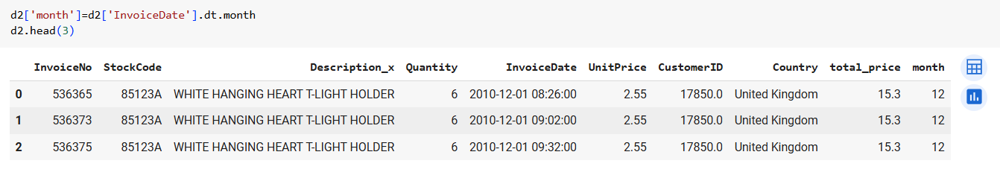 d2['month']=d2['InvoiceDate'].dt.month
d2.head(3)
InvoiceNo StockCode Description_x Quantity InvoiceDate UnitPrice CustomerID Country total_price month
0 536365 85123A WHITE HANGING HEART T-LIGHT HOLDER 6 2010-12-01 08:26:00 2.55 17850.0 United Kingdom 15.3 12
1 536373 85123A WHITE HANGING HEART T-LIGHT HOLDER 6 2010-12-01 09:02:00 2.55 17850.0 United Kingdom 15.3 12
2 536375 85123A WHITE HANGING HEART T-LIGHT HOLDER 6 2010-12-01 09:32:00 2.55 17850.0 United Kingdom 15.3 12